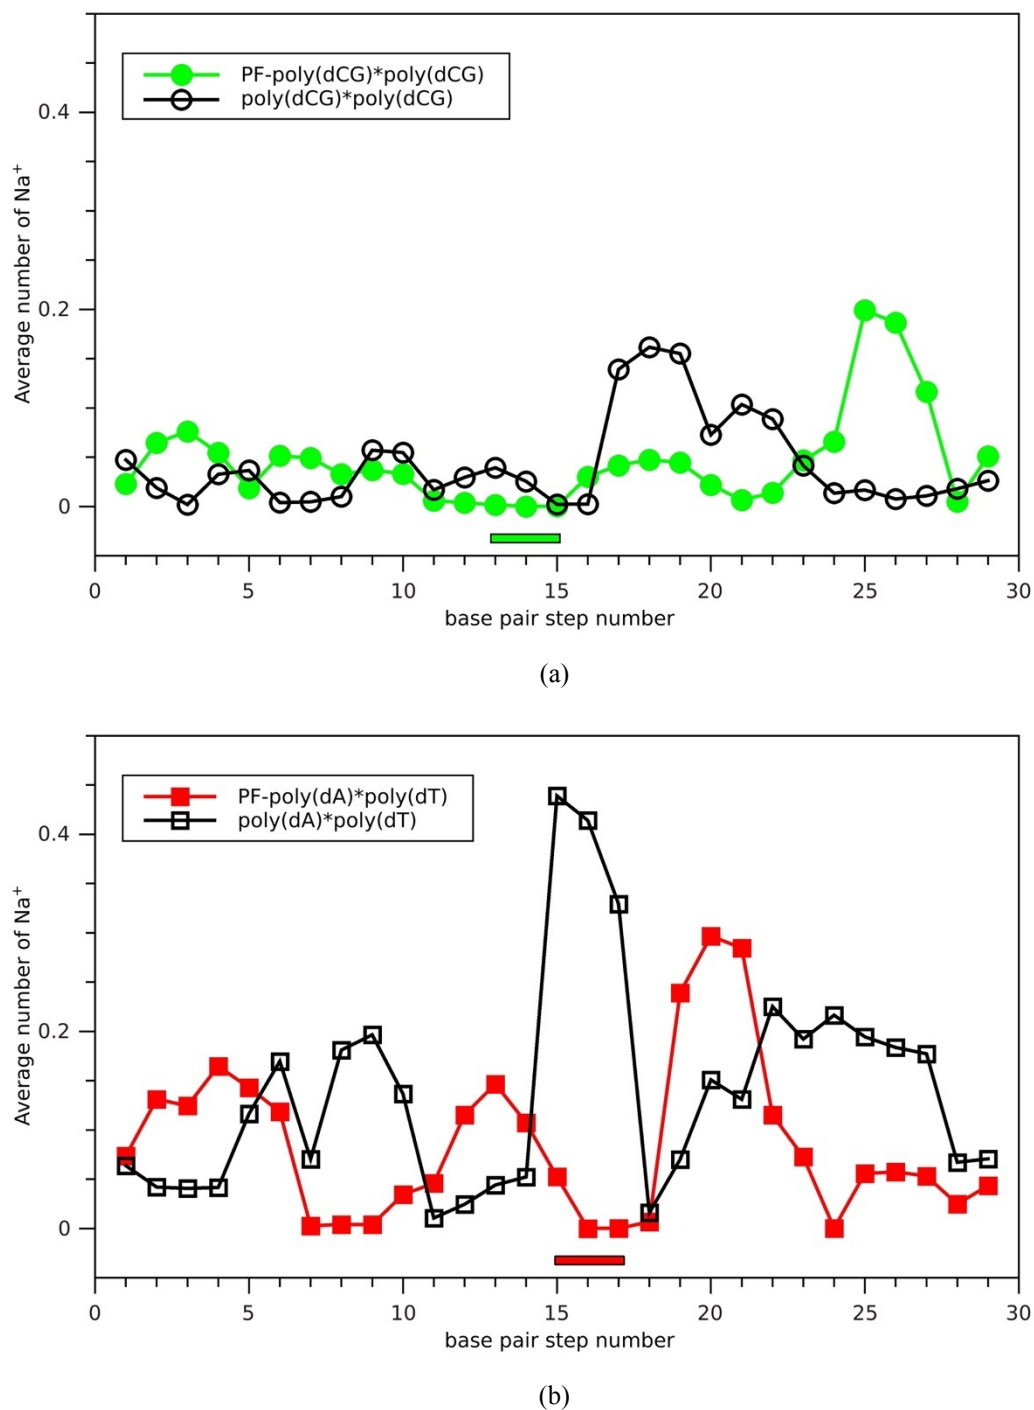 (a)
PF-poly(dCG)*poly(dCG)
poly(dCG)*poly(dCG)
Average number of Na⁺
0.4
0.2
0
0 5 10 15 20 25 30
base pair step number
(a)
PF-poly(dA)*poly(dT)
poly(dA)*poly(dT)
Average number of Na⁺
0.4
0.2
0
0 5 10 15 20 25 30
base pair step number
(b)